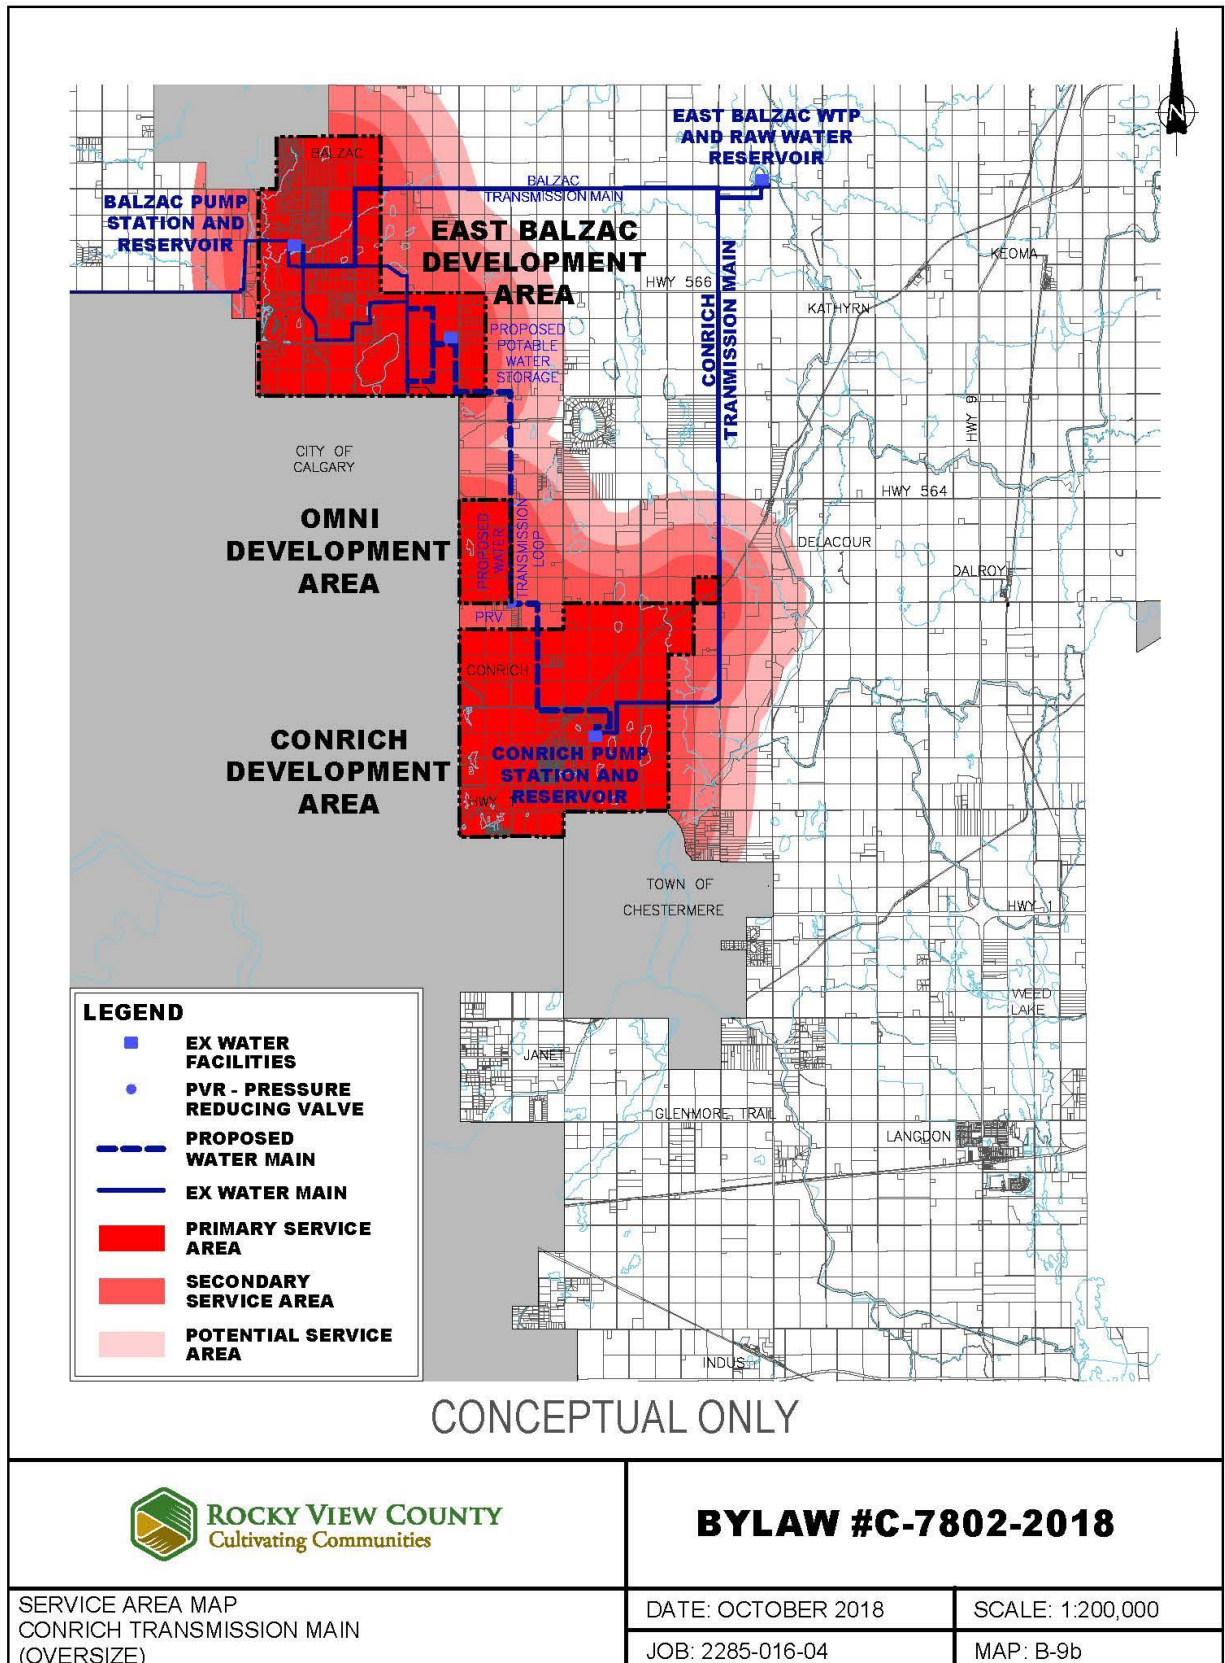 EAST BALZAC WTP
AND RAW WATER
RESERVOIR
N
BALZAC
BALZAC
TRANSMISSION MAIN
BALZAC PUMP
STATION AND
RESERVOIR
EAST BALZAC
DEVELOPMENT
AREA
HWY 566
CONRICH
TRANMISSION MAIN
KEOMA
KATHYRN
PROPOSED
POTABLE
WATER
STORAGE
HWY 9
CITY OF
CALGARY
HWY 564
OMNI
DEVELOPMENT
AREA
PROPOSED
WATER
TRANSMISSION
LOOP
DELACOUR
DALROY
PRV
CONRICH
CONRICH
DEVELOPMENT
AREA
CONRICH PUMP
STATION AND
RESERVOIR
HWY 1
TOWN OF
CHESTERMERE
HWY 1
WEED
LAKE
JANET
GLENMORE TRAIL
LANGDON
INDUS
LEGEND
EX WATER
FACILITIES
PVR - PRESSURE
REDUCING VALVE
PROPOSED
WATER MAIN
EX WATER MAIN
PRIMARY SERVICE
AREA
SECONDARY
SERVICE AREA
POTENTIAL SERVICE
AREA
CONCEPTUAL ONLY
ROCKY VIEW COUNTY
Cultivating Communities
BYLAW #C-7802-2018
SERVICE AREA MAP
CONRICH TRANSMISSION MAIN
(OVERSIZE)
DATE: OCTOBER 2018
SCALE: 1:200,000
JOB: 2285-016-04
MAP: B-9b